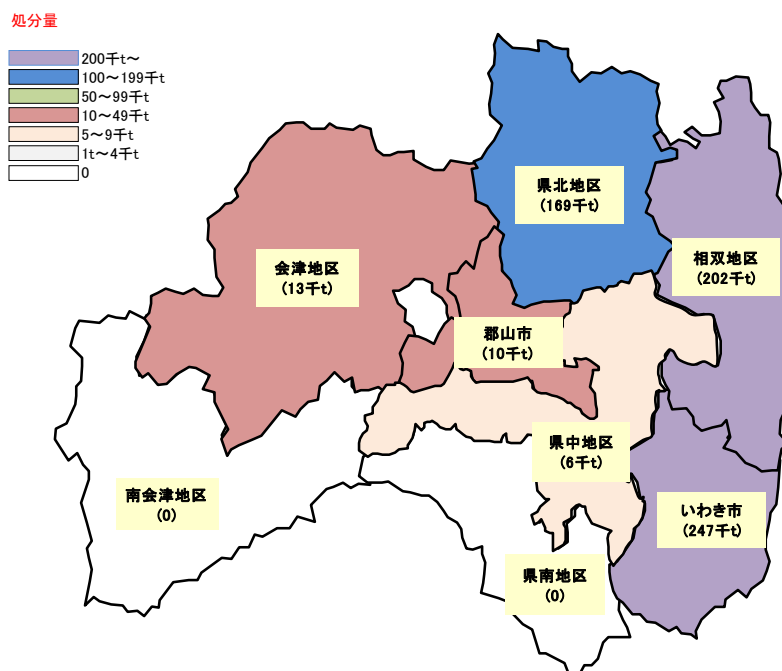 処分量
200千t～
100～199千t
50～99千t
10～49千t
5～9千t
1t～4千t
0
県北地区
(169千t)
相双地区
(202千t)
会津地区
(13千t)
郡山市
(10千t)
県中地区
(6千t)
南会津地区
(0)
いわき市
(247千t)
県南地区
(0)